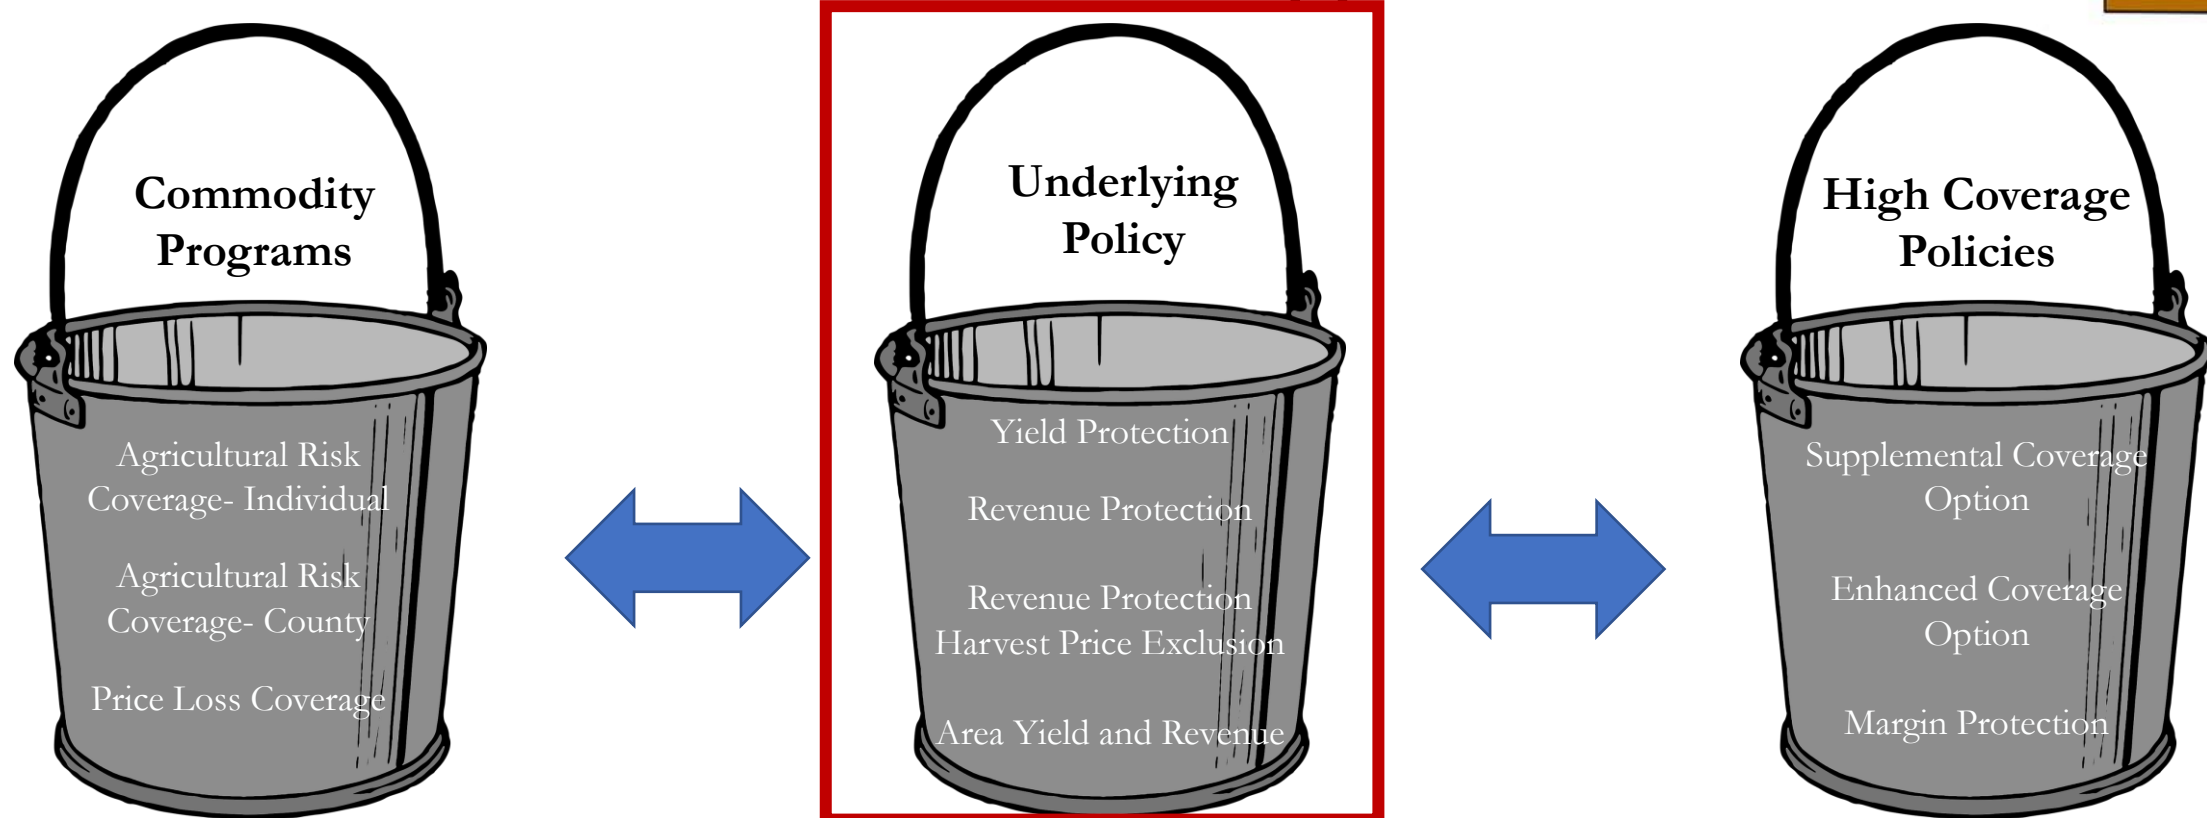 Commodity
Programs
Agricultural Risk
Coverage- Individual
Agricultural Risk
Coverage- County
Price Loss Coverage
Underlying
Policy
Yield Protection
Revenue Protection
Revenue Protection
Harvest Price Exclusion
Area Yield and Revenue
High Coverage
Policies
Supplemental Coverage
Option
Enhanced Coverage
Option
Margin Protection